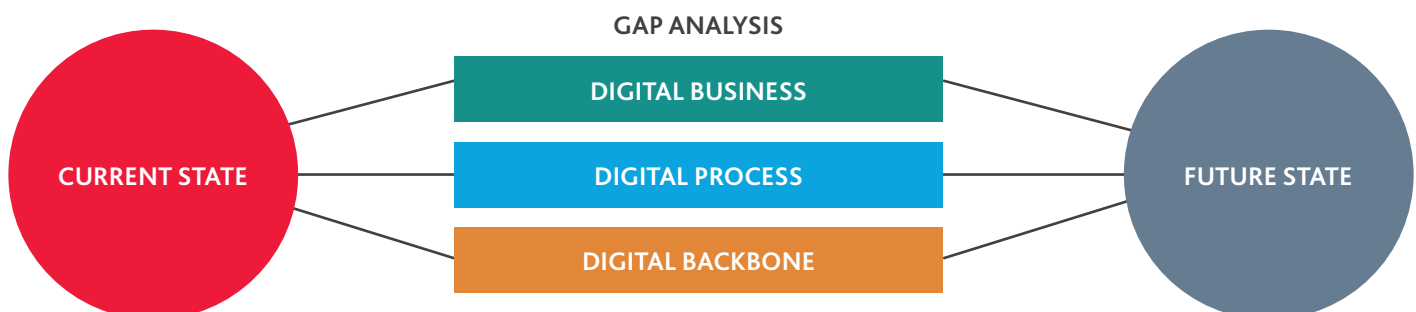 GAP ANALYSIS
DIGITAL BUSINESS
CURRENT STATE
DIGITAL PROCESS
FUTURE STATE
DIGITAL BACKBONE